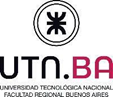 UTN.BA
UNIVERSIDAD TECNOLÓGICA NACIONAL
FACULTAD REGIONAL BUENOS AIRES